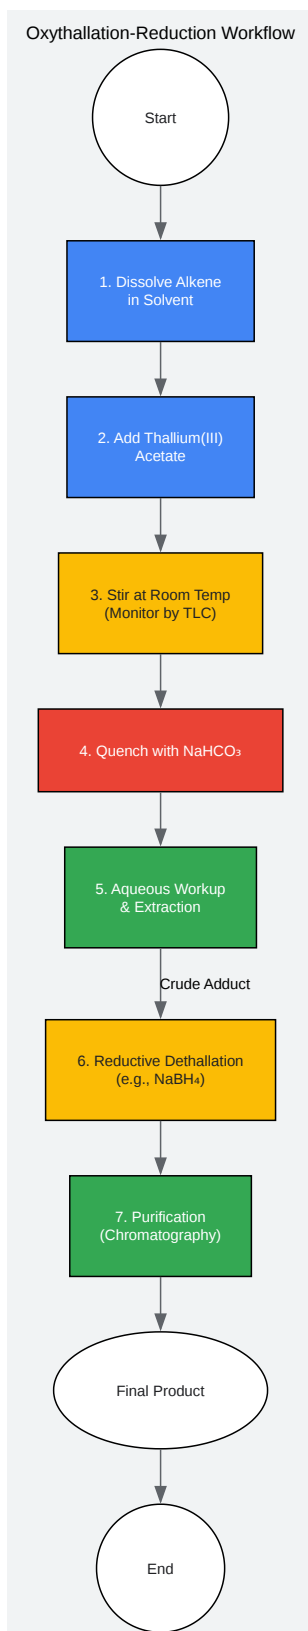 Oxythallation-Reduction Workflow
Start
1. Dissolve Alkene
in Solvent
2. Add Thallium(III)
Acetate
3. Stir at Room Temp
(Monitor by TLC)
4. Quench with NaHCO₃
5. Aqueous Workup
& Extraction
Crude Adduct
6. Reductive Dethallation
(e.g., NaBH₄)
7. Purification
(Chromatography)
Final Product
End